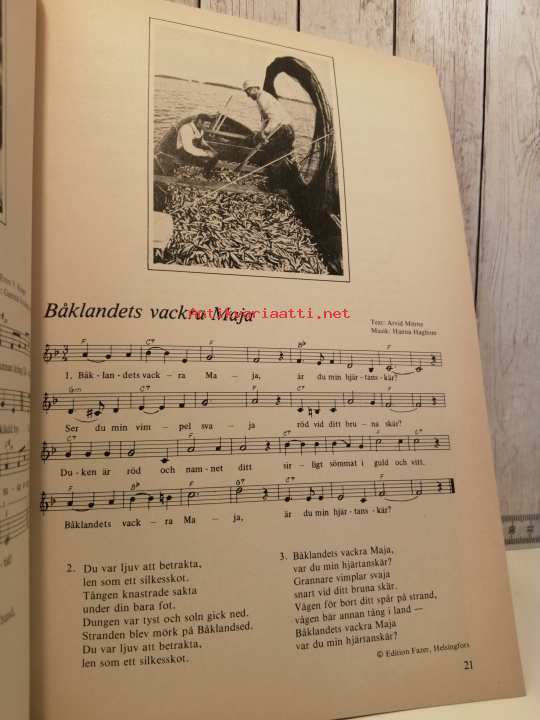 Båklandets vackra Maja
antikvariaatti.net
Text: Arvid Mörne
Musik: Hanna Hagbom
1. Båk-lan-dets vack-ra Ma-ja, är du min hjär-tans-kär?
Ser du min vim-pel sva-ja röd vid ditt bru-na skär?
Du-ken är röd och nam-net ditt sir-ligt sömmat i guld och vitt.
Båklandets vack-ra Ma-ja, är du min hjär-tans-kär?
2. Du var ljuv att betrakta,
len som ett silkesskot.
Tången knastrade sakta
under din bara fot.
Dungen var tyst och soln gick ned.
Stranden blev mörk på Båklandsed.
Du var ljuv att betrakta,
len som ett silkesskot.
3. Båklandets vackra Maja,
var du min hjärtanskär?
Grannare vimplar svaja
snart vid ditt bruna skär.
Vågen för bort ditt spår på strand,
vågen bär annan tång i land —
Båklandets vackra Maja
var du min hjärtanskär?
© Edition Fazer, Helsingfors
21